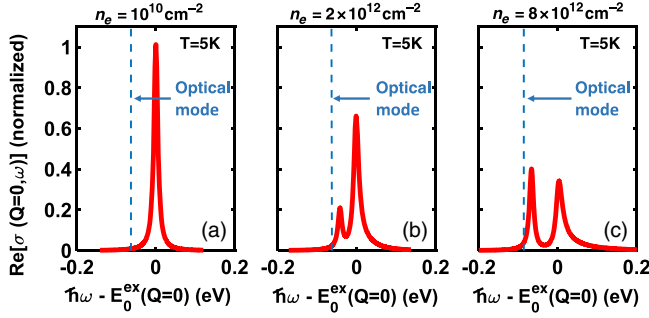 n_e = 10^10 cm^-2
n_e = 2×10^12 cm^-2
n_e = 8×10^12 cm^-2
Re[σ (Q=0,ω)] (normalized)
1
0.8
0.6
0.4
0.2
0
T=5K
Optical
mode
(a)
T=5K
Optical
mode
(b)
T=5K
Optical
mode
(c)
-0.2 0 0.2
-0.2 0 0.2
-0.2 0 0.2
ħω - E_0^ex(Q=0) (eV)
ħω - E_0^ex(Q=0) (eV)
ħω - E_0^ex(Q=0) (eV)